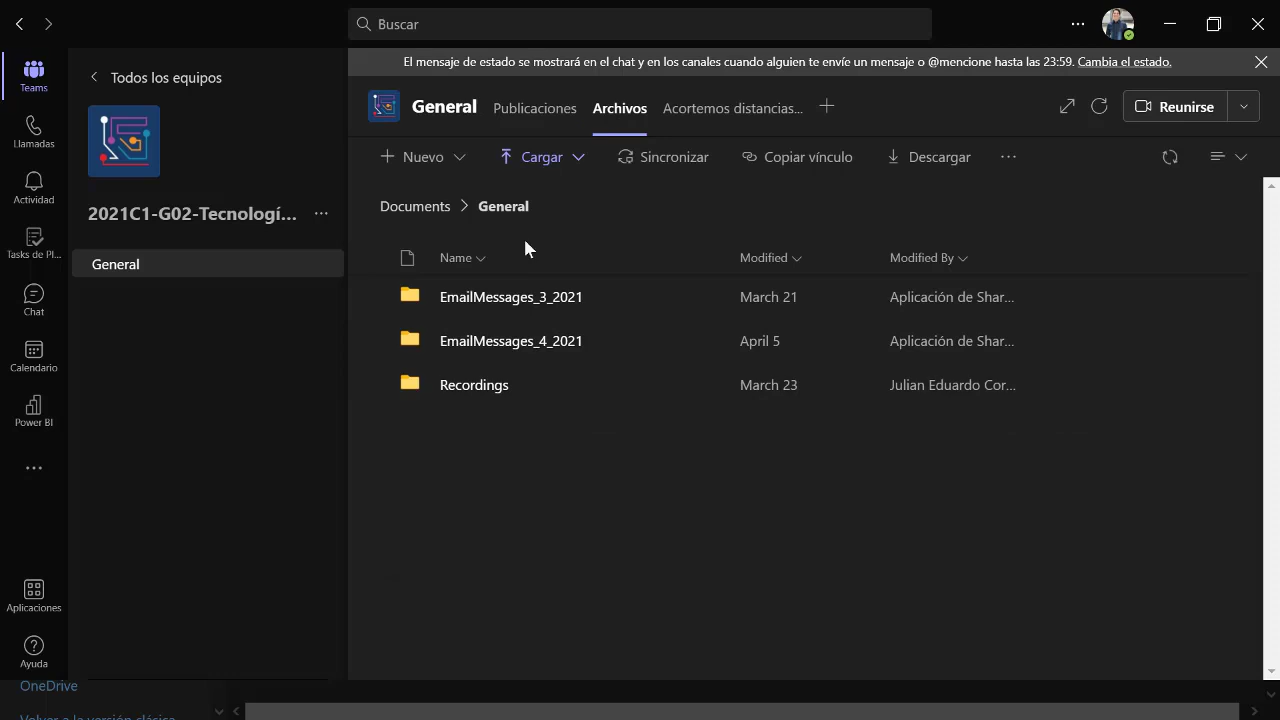 Buscar
El mensaje de estado se mostrará en el chat y en los canales cuando alguien te envíe un mensaje o @mencione hasta las 23:59. Cambia el estado.
Teams
Llamadas
Actividad
Tasks de Pl...
Chat
Calendario
Power BI
Aplicaciones
Ayuda
Todos los equipos
2021C1-G02-Tecnologí...
General
General Publicaciones Archivos Acortemos distancias... Reunirse
Nuevo Cargar Sincronizar Copiar vínculo Descargar
Documents > General
Name Modified Modified By
EmailMessages_3_2021 March 21 Aplicación de Shar...
EmailMessages_4_2021 April 5 Aplicación de Shar...
Recordings March 23 Julian Eduardo Cor...
OneDrive
Volver a la versión clásica